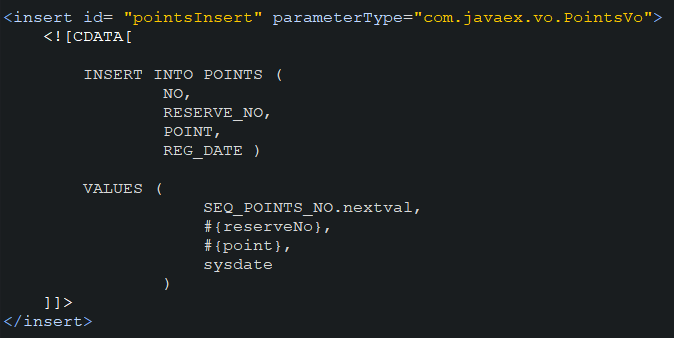 <insert id= "pointsInsert" parameterType="com.javaex.vo.PointsVo">
<![CDATA[
INSERT INTO POINTS (
NO,
RESERVE_NO,
POINT,
REG_DATE )
VALUES (
SEQ_POINTS_NO.nextval,
#{reserveNo},
#{point},
sysdate
)
]]>
</insert>